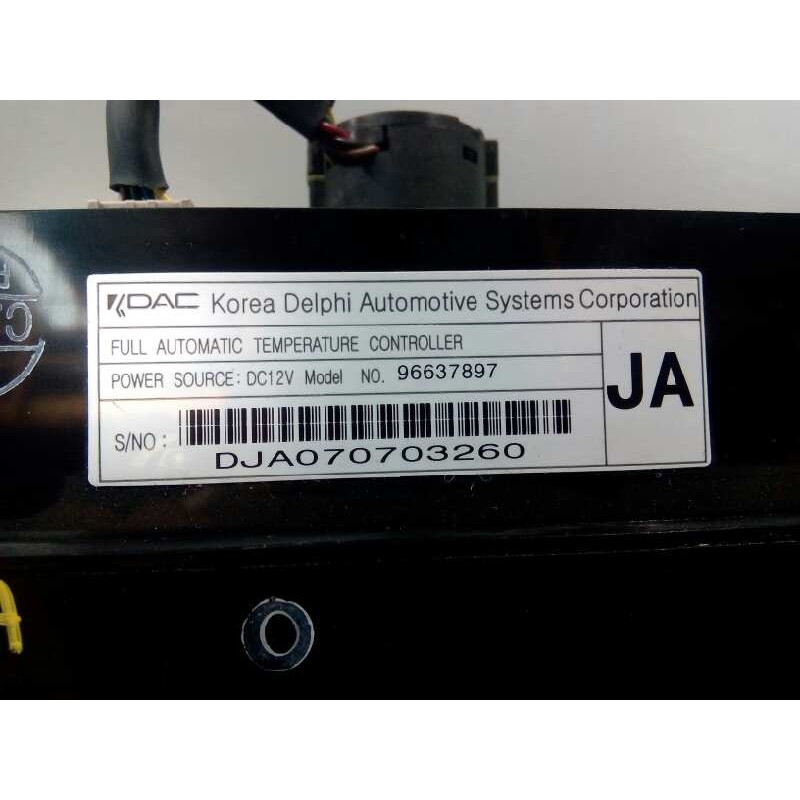 KDAC Korea Delphi Automotive Systems Corporation
FULL AUTOMATIC TEMPERATURE CONTROLLER
POWER SOURCE: DC12V Model NO. 96637897
JA
S/NO:
DJA070703260